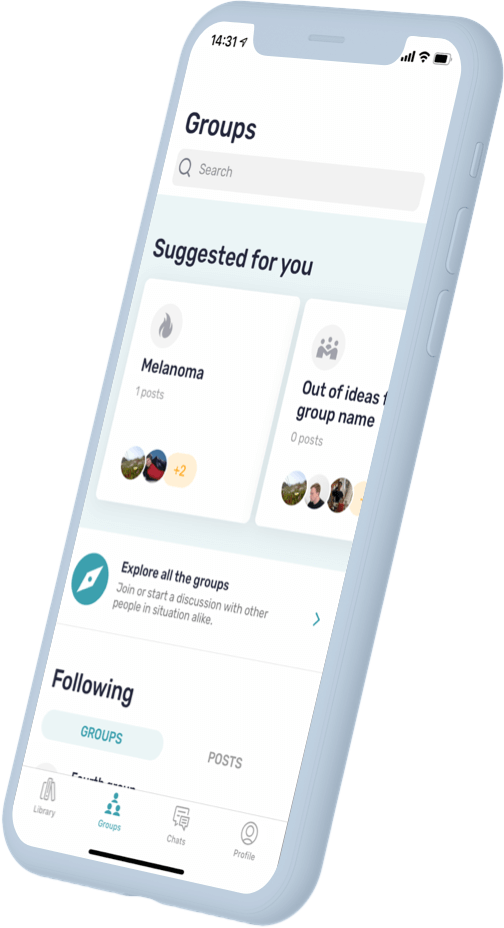 14:31
Groups
Search
Suggested for you
Melanoma
1 posts
+2
Out of ideas f
group name
0 posts
Explore all the groups
Join or start a discussion with other
people in situation alike.
Following
GROUPS
POSTS
Fourth group
Library
Groups
Chats
Profile